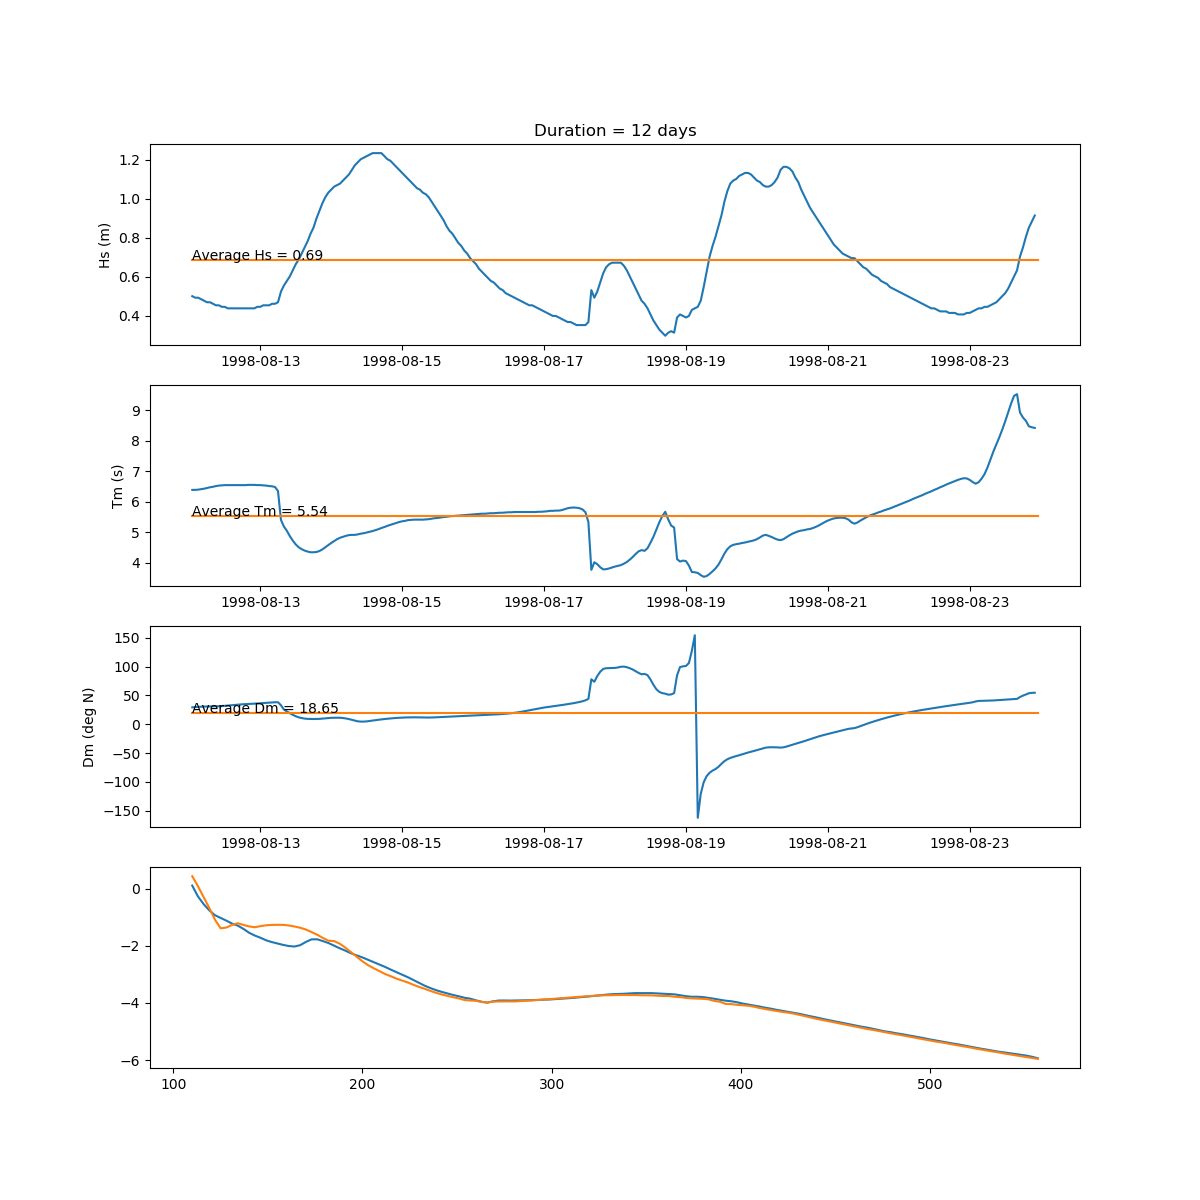 Duration = 12 days
Hs (m)
1.2
1.0
0.8
0.6
0.4
Average Hs = 0.69
1998-08-13 1998-08-15 1998-08-17 1998-08-19 1998-08-21 1998-08-23
Tm (s)
9
8
7
6
5
4
Average Tm = 5.54
1998-08-13 1998-08-15 1998-08-17 1998-08-19 1998-08-21 1998-08-23
Dm (deg N)
150
100
50
0
−50
−100
−150
Average Dm = 18.65
1998-08-13 1998-08-15 1998-08-17 1998-08-19 1998-08-21 1998-08-23
0
−2
−4
−6
100 200 300 400 500